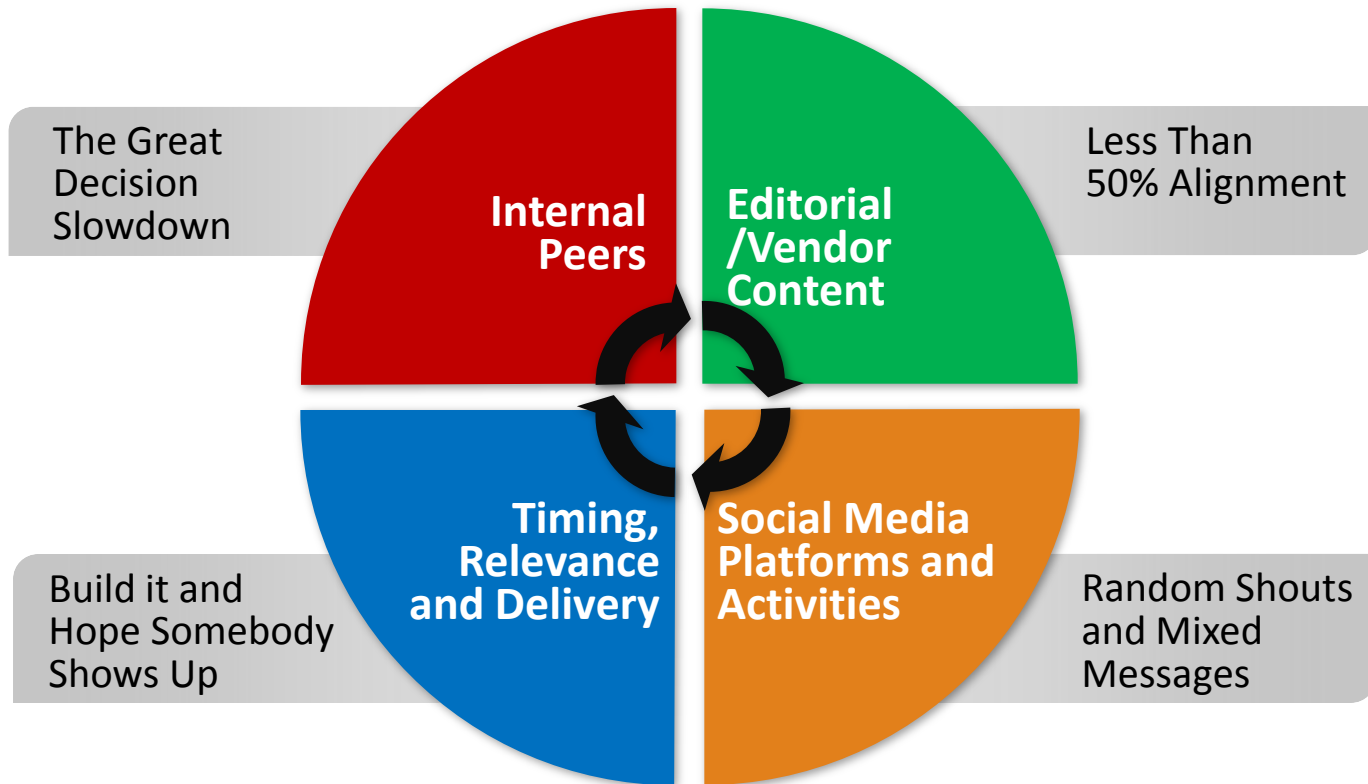 The Great
Decision
Slowdown
Internal
Peers
Editorial
/Vendor
Content
Less Than
50% Alignment
Build it and
Hope Somebody
Shows Up
Timing,
Relevance
and Delivery
Social Media
Platforms and
Activities
Random Shouts
and Mixed
Messages